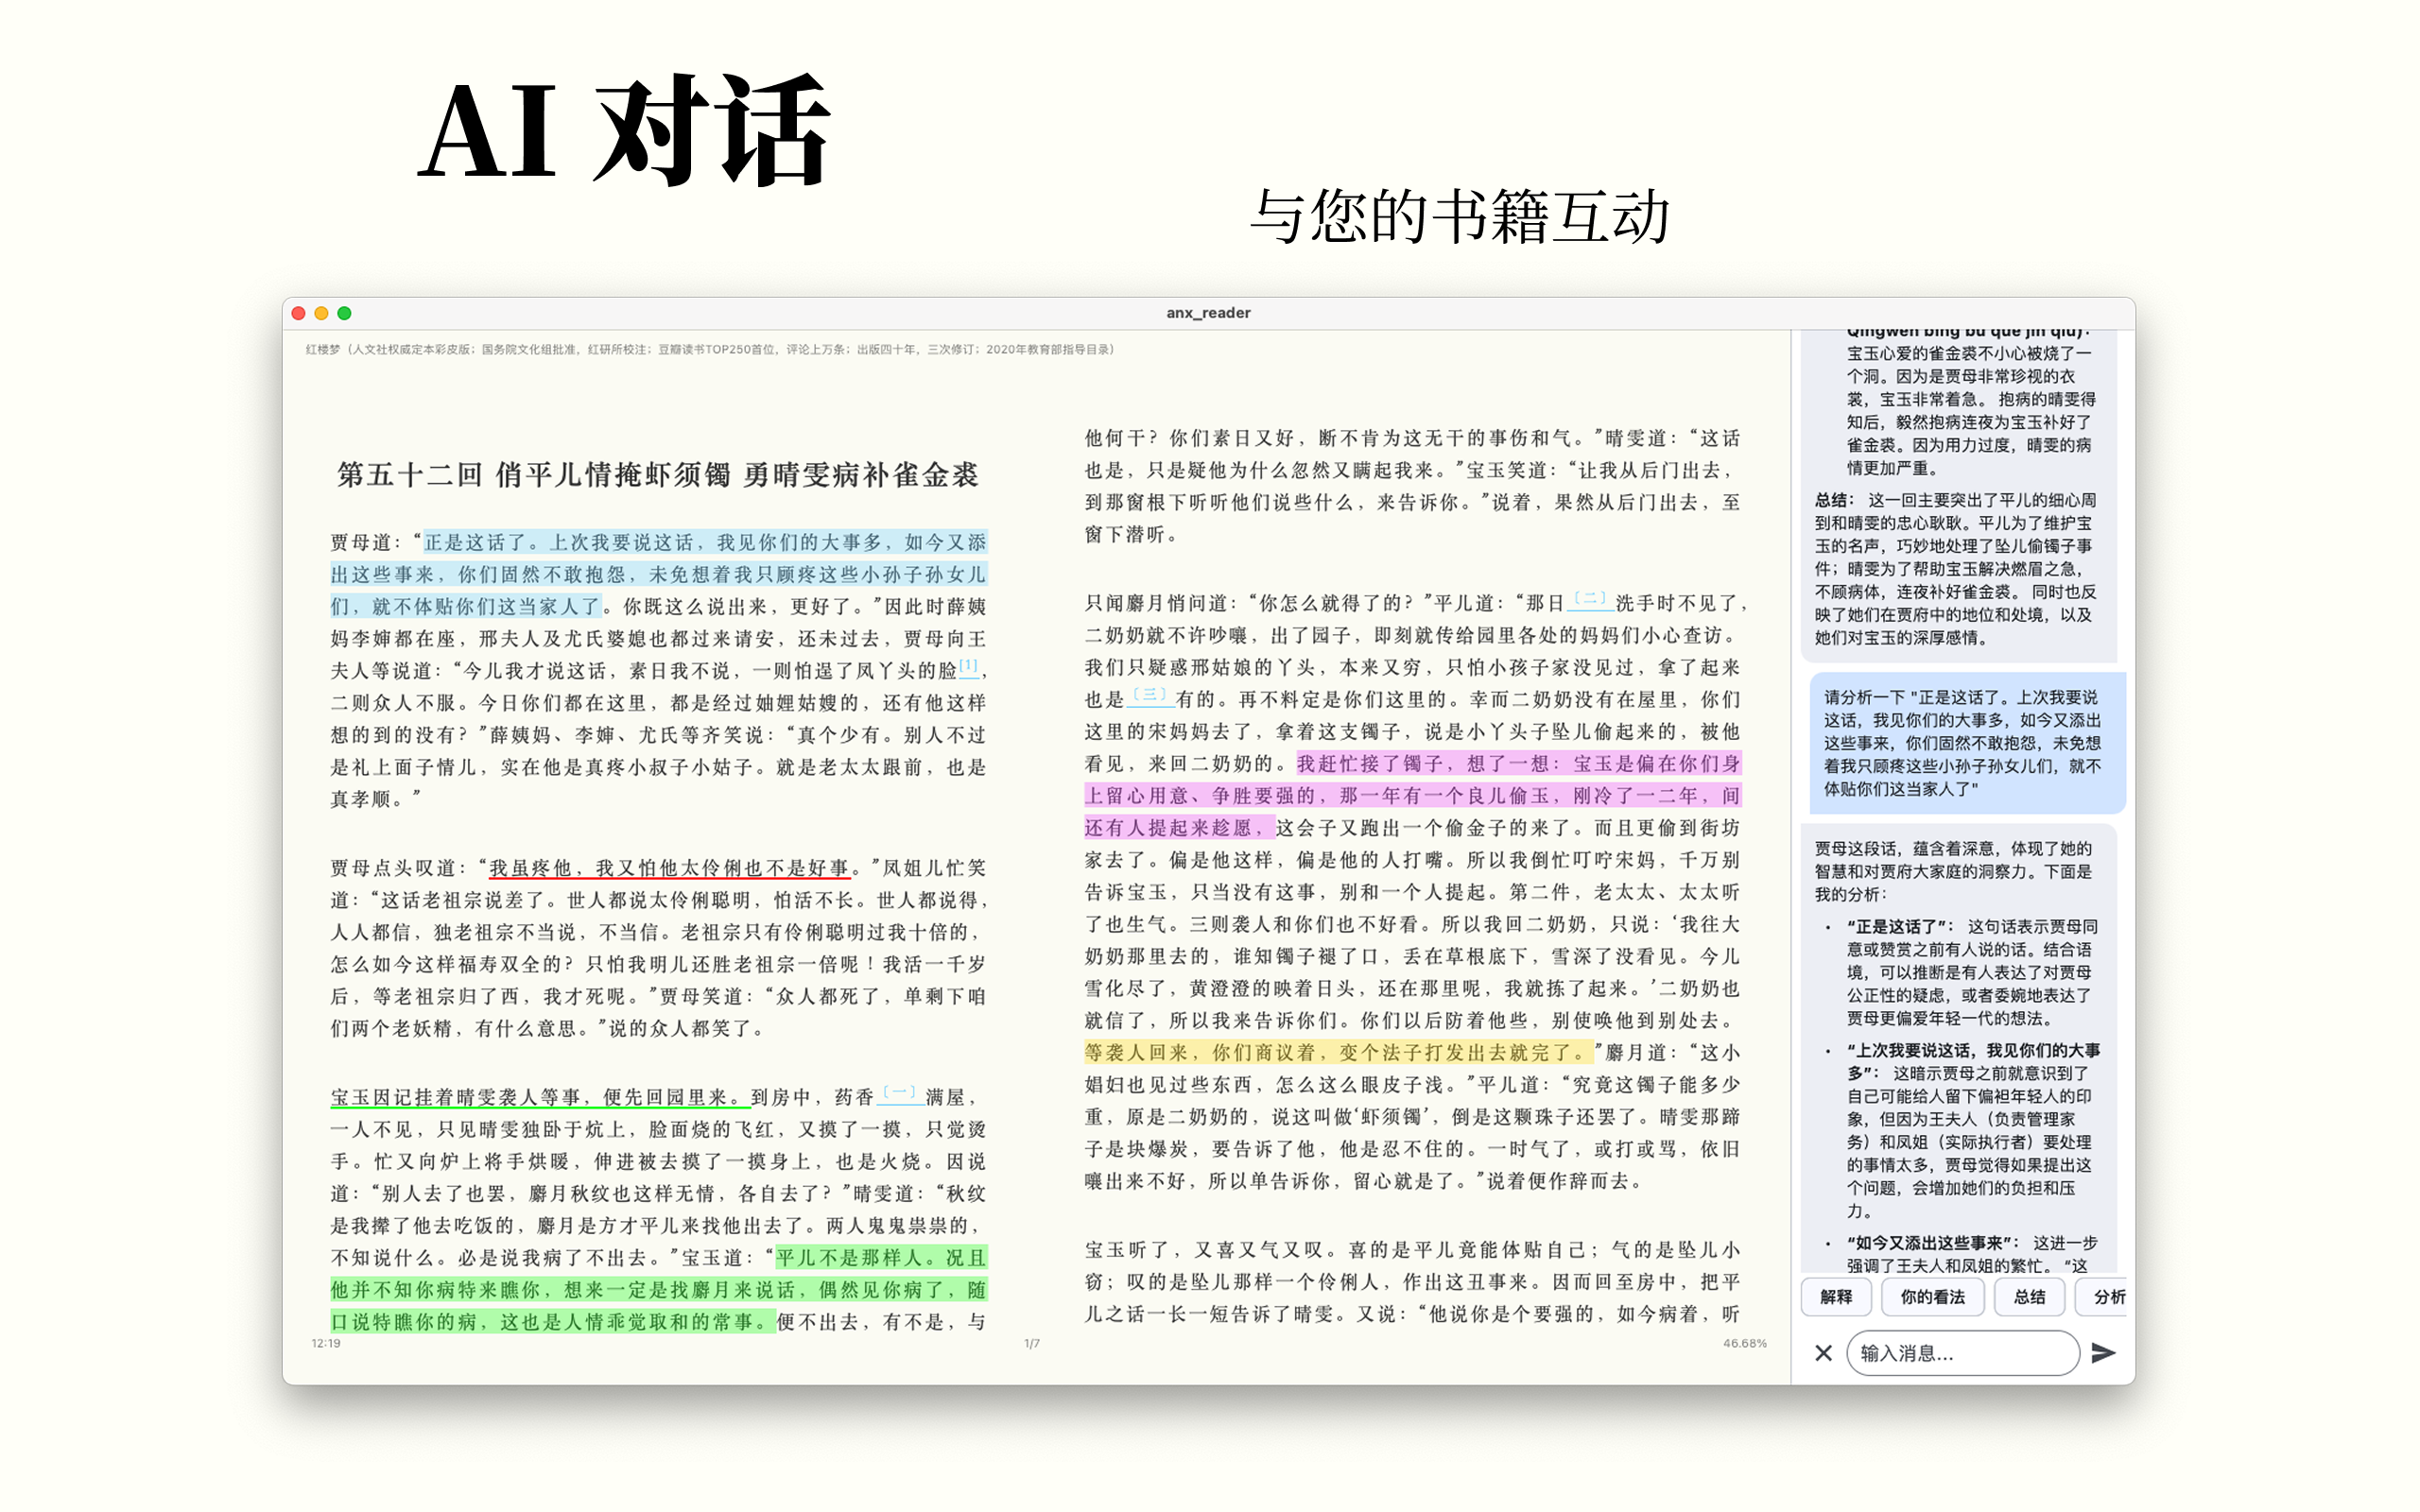 AI 对话
与您的书籍互动
anx_reader
红楼梦（人文社权威定本彩皮版；国务院文化组批准，红研所校注；豆瓣读书TOP250首位，评论上万条；出版四十年，三次修订；2020年教育部指导目录）
第五十二回 俏平儿情掩虾须镯 勇晴雯病补雀金裘
贾母道：“正是这话了。上次我要说这话，我见你们的大事多，如今又添
出这些事来，你们固然不敢抱怨，未免想着我只顾疼这些小孙子孙女儿
们，就不体贴你们这当家人了。你既这么说出来，更好了。”因此时薛姨
妈李婶都在座，邢夫人及尤氏婆媳也都过来请安，还未过去，贾母向王
夫人等说道：“今儿我才说这话，素日我不说，一则怕逞了凤丫头的脸[1]，
二则众人不服。今日你们都在这里，都是经过妯娌姑嫂的，还有他这样
想的到的没有？”薛姨妈、李婶、尤氏等齐笑说：“真个少有。别人不过
是礼上面子情儿，实在他是真疼小叔子小姑子。就是老太太跟前，也是
真孝顺。”
贾母点头叹道：“我虽疼他，我又怕他太伶俐也不是好事。”凤姐儿忙笑
道：“这话老祖宗说差了。世人都说太伶俐聪明，怕活不长。世人都说得，
人人都信，独老祖宗不当说，不当信。老祖宗只有伶俐聪明过我十倍的，
怎么如今这样福寿双全的？只怕我明儿还胜老祖宗一倍呢！我活一千岁
后，等老祖宗归了西，我才死呢。”贾母笑道：“众人都死了，单剩下咱
们两个老妖精，有什么意思。”说的众人都笑了。
宝玉因记挂着晴雯袭人等事，便先回园里来。到房中，药香〔一〕满屋，
一人不见，只见晴雯独卧于炕上，脸面烧的飞红，又摸了一摸，只觉烫
手。忙又向炉上将手烘暖，伸进被去摸了一摸身上，也是火烧。因说
道：“别人去了也罢，麝月秋纹也这样无情，各自去了？”晴雯道：“秋纹
是我撵了他去吃饭的，麝月是方才平儿来找他出去了。两人鬼鬼祟祟的，
不知说什么。必是说我病了不出去。”宝玉道：“平儿不是那样人。况且
他并不知你病特来瞧你，想来一定是找麝月来说话，偶然见你病了，随
口说特瞧你的病，这也是人情乖觉取和的常事。便不出去，有不是，与
12:19
1/7
他何干？你们素日又好，断不肯为这无干的事伤和气。”晴雯道：“这话
也是，只是疑他为什么忽然又瞒起我来。”宝玉笑道：“让我从后门出去，
到那窗根下听听他们说些什么，来告诉你。”说着，果然从后门出去，至
窗下潜听。
只闻麝月悄问道：“你怎么就得了的？”平儿道：“那日〔二〕洗手时不见了，
二奶奶就不许吵嚷，出了园子，即刻就传给园里各处的妈妈们小心查访。
我们只疑惑邢姑娘的丫头，本来又穷，只怕小孩子家没见过，拿了起来
也是〔三〕有的。再不料定是你们这里的。幸而二奶奶没有在屋里，你们
这里的宋妈妈去了，拿着这支镯子，说是小丫头子坠儿偷起来的，被他
看见，来回二奶奶的。我赶忙接了镯子，想了一想：宝玉是偏在你们身
上留心用意、争胜要强的，那一年有一个良儿偷玉，刚冷了一二年，间
还有人提起来趁愿，这会子又跑出一个偷金子的来了。而且更偷到街坊
家去了。偏是他这样，偏是他的人打嘴。所以我倒忙叮咛宋妈，千万别
告诉宝玉，只当没有这事，别和一个人提起。第二件，老太太、太太听
了也生气。三则袭人和你们也不好看。所以我回二奶奶，只说：‘我往大
奶奶那里去的，谁知镯子褪了口，丢在草根底下，雪深了没看见。今儿
雪化尽了，黄澄澄的映着日头，还在那里呢，我就拣了起来。’二奶奶也
就信了，所以我来告诉你们。你们以后防着他些，别使唤他到别处去。
等袭人回来，你们商议着，变个法子打发出去就完了。”麝月道：“这小
娼妇也见过些东西，怎么这么眼皮子浅。”平儿道：“究竟这镯子能多少
重，原是二奶奶的，说这叫做‘虾须镯’，倒是这颗珠子还罢了。晴雯那蹄
子是块爆炭，要告诉了他，他是忍不住的。一时气了，或打或骂，依旧
嚷出来不好，所以单告诉你，留心就是了。”说着便作辞而去。
宝玉听了，又喜又气又叹。喜的是平儿竟能体贴自己；气的是坠儿小
窃；叹的是坠儿那样一个伶俐人，作出这丑事来。因而回至房中，把平
儿之话一长一短告诉了晴雯。又说：“他说你是个要强的，如今病着，听
46.68%
Qingwen bing bu que jin qiu)：
宝玉心爱的雀金裘不小心被烧了一
个洞。因为是贾母非常珍视的衣
裳，宝玉非常着急。 抱病的晴雯得
知后，毅然抱病连夜为宝玉补好了
雀金裘。因为用力过度，晴雯的病
情更加严重。
总结： 这一回主要突出了平儿的细心周
到和晴雯的忠心耿耿。平儿为了维护宝
玉的名声，巧妙地处理了坠儿偷镯子事
件；晴雯为了帮助宝玉解决燃眉之急，
不顾病体，连夜补好雀金裘。 同时也反
映了她们在贾府中的地位和处境，以及
她们对宝玉的深厚感情。
请分析一下 "正是这话了。上次我要说
这话，我见你们的大事多，如今又添出
这些事来，你们固然不敢抱怨，未免想
着我只顾疼这些小孙子孙女儿们，就不
体贴你们这当家人了"
贾母这段话，蕴含着深意，体现了她的
智慧和对贾府大家庭的洞察力。下面是
我的分析：
• “正是这话了”： 这句话表示贾母同
意或赞赏之前有人说的话。结合语
境，可以推断是有人表达了对贾母
公正性的疑虑，或者委婉地表达了
贾母更偏爱年轻一代的想法。
• “上次我要说这话，我见你们的大事
多”： 这暗示贾母之前就意识到了
自己可能给人留下偏袒年轻人的印
象，但因为王夫人（负责管理家
务）和凤姐（实际执行者）要处理
的事情太多，贾母觉得如果提出这
个问题，会增加她们的负担和压
力。
• “如今又添出这些事来”： 这进一步
强调了王夫人和凤姐的繁忙。 “这
解释
你的看法
总结
分析
输入消息...